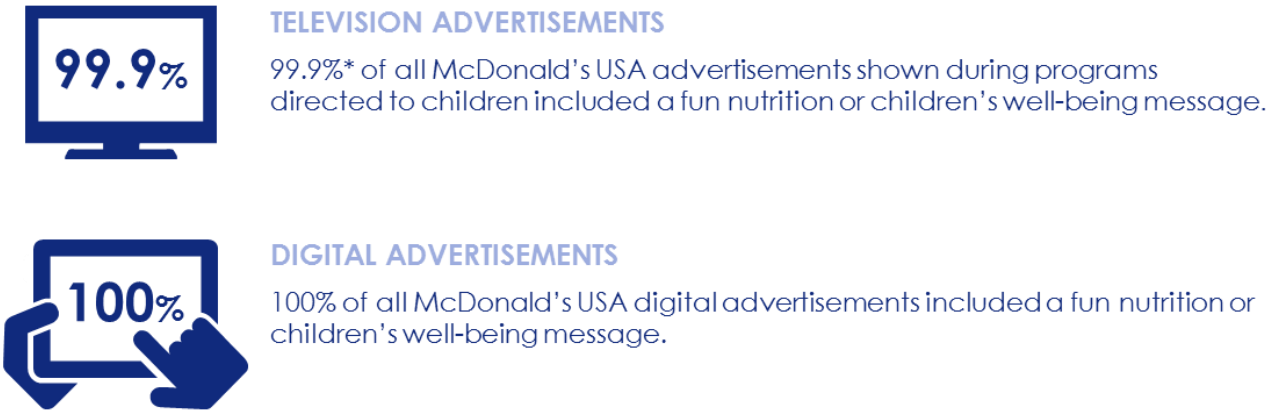 99.9%
TELEVISION ADVERTISEMENTS
99.9%* of all McDonald's USA advertisements shown during programs
directed to children included a fun nutrition or children's well-being message.
100%
DIGITAL ADVERTISEMENTS
100% of all McDonald's USA digital advertisements included a fun nutrition or
children's well-being message.